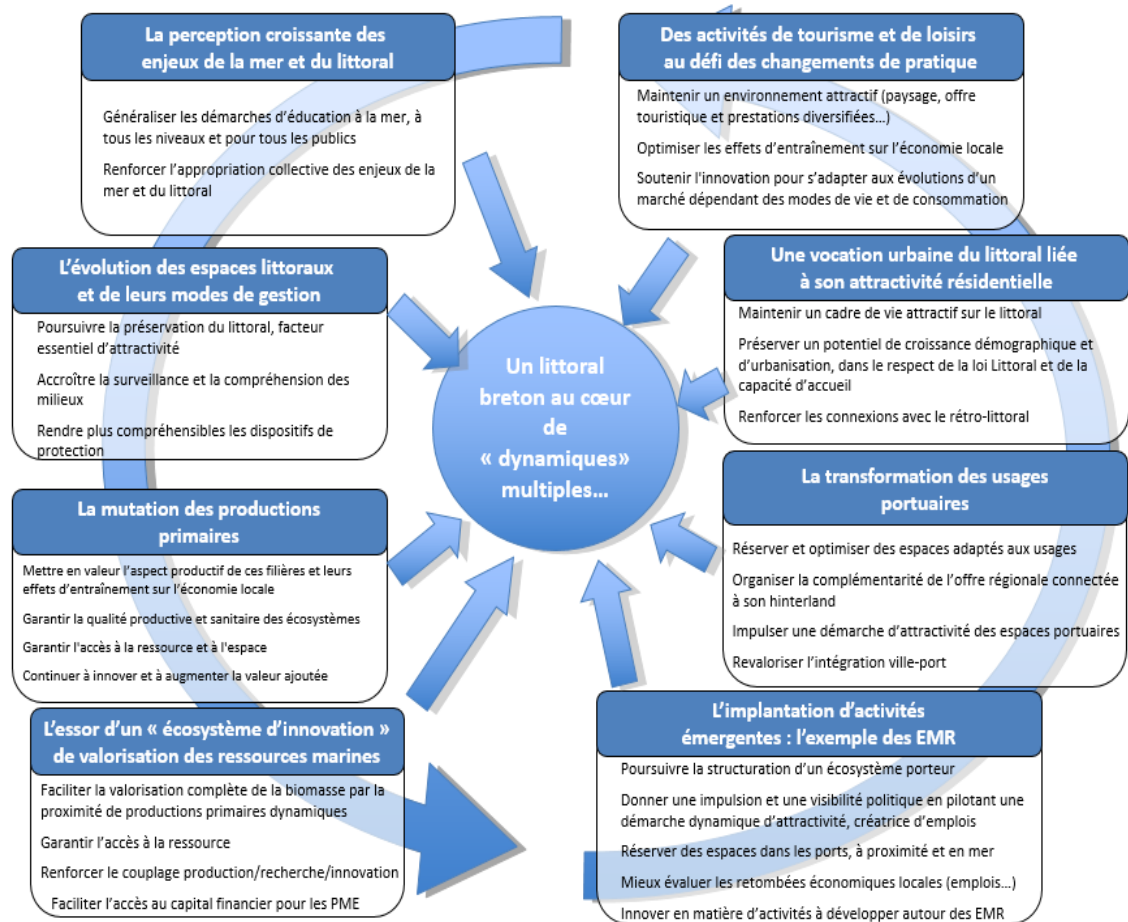 La perception croissante des
enjeux de la mer et du littoral
Généraliser les démarches d'éducation à la mer, à
tous les niveaux et pour tous les publics
Renforcer l'appropriation collective des enjeux de la
mer et du littoral
Des activités de tourisme et de loisirs
au défi des changements de pratique
Maintenir un environnement attractif (paysage, offre
touristique et prestations diversifiées…)
Optimiser les effets d'entraînement sur l'économie locale
Soutenir l'innovation pour s'adapter aux évolutions d'un
marché dépendant des modes de vie et de consommation
L'évolution des espaces littoraux
et de leurs modes de gestion
Poursuivre la préservation du littoral, facteur
essentiel d'attractivité
Accroître la surveillance et la compréhension des
milieux
Rendre plus compréhensibles les dispositifs de
protection
Un littoral
breton au cœur
de
« dynamiques»
multiples…
Une vocation urbaine du littoral liée
à son attractivité résidentielle
Maintenir un cadre de vie attractif sur le littoral
Préserver un potentiel de croissance démographique et
d'urbanisation, dans le respect de la loi Littoral et de la
capacité d'accueil
Renforcer les connexions avec le rétro-littoral
La mutation des productions
primaires
Mettre en valeur l'aspect productif de ces filières et leurs
effets d'entraînement sur l'économie locale
Garantir la qualité productive et sanitaire des écosystèmes
Garantir l'accès à la ressource et à l'espace
Continuer à innover et à augmenter la valeur ajoutée
La transformation des usages
portuaires
Réserver et optimiser des espaces adaptés aux usages
Organiser la complémentarité de l'offre régionale connectée
à son hinterland
Impulser une démarche d'attractivité des espaces portuaires
Revaloriser l'intégration ville-port
L'essor d'un « écosystème d'innovation »
de valorisation des ressources marines
Faciliter la valorisation complète de la biomasse par la
proximité de productions primaires dynamiques
Garantir l'accès à la ressource
Renforcer le couplage production/recherche/innovation
Faciliter l'accès au capital financier pour les PME
L'implantation d'activités
émergentes : l'exemple des EMR
Poursuivre la structuration d'un écosystème porteur
Donner une impulsion et une visibilité politique en pilotant une
démarche dynamique d'attractivité, créatrice d'emplois
Réserver des espaces dans les ports, à proximité et en mer
Mieux évaluer les retombées économiques locales (emplois…)
Innover en matière d'activités à développer autour des EMR